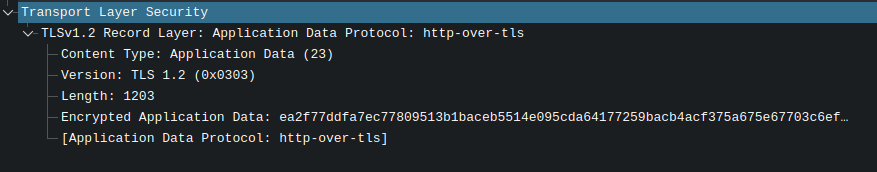 Transport Layer Security
TLSv1.2 Record Layer: Application Data Protocol: http-over-tls
Content Type: Application Data (23)
Version: TLS 1.2 (0x0303)
Length: 1203
Encrypted Application Data: ea2f77ddfa7ec77809513b1baceb5514e095cda64177259bacb4acf375a675e67703c6ef…
[Application Data Protocol: http-over-tls]